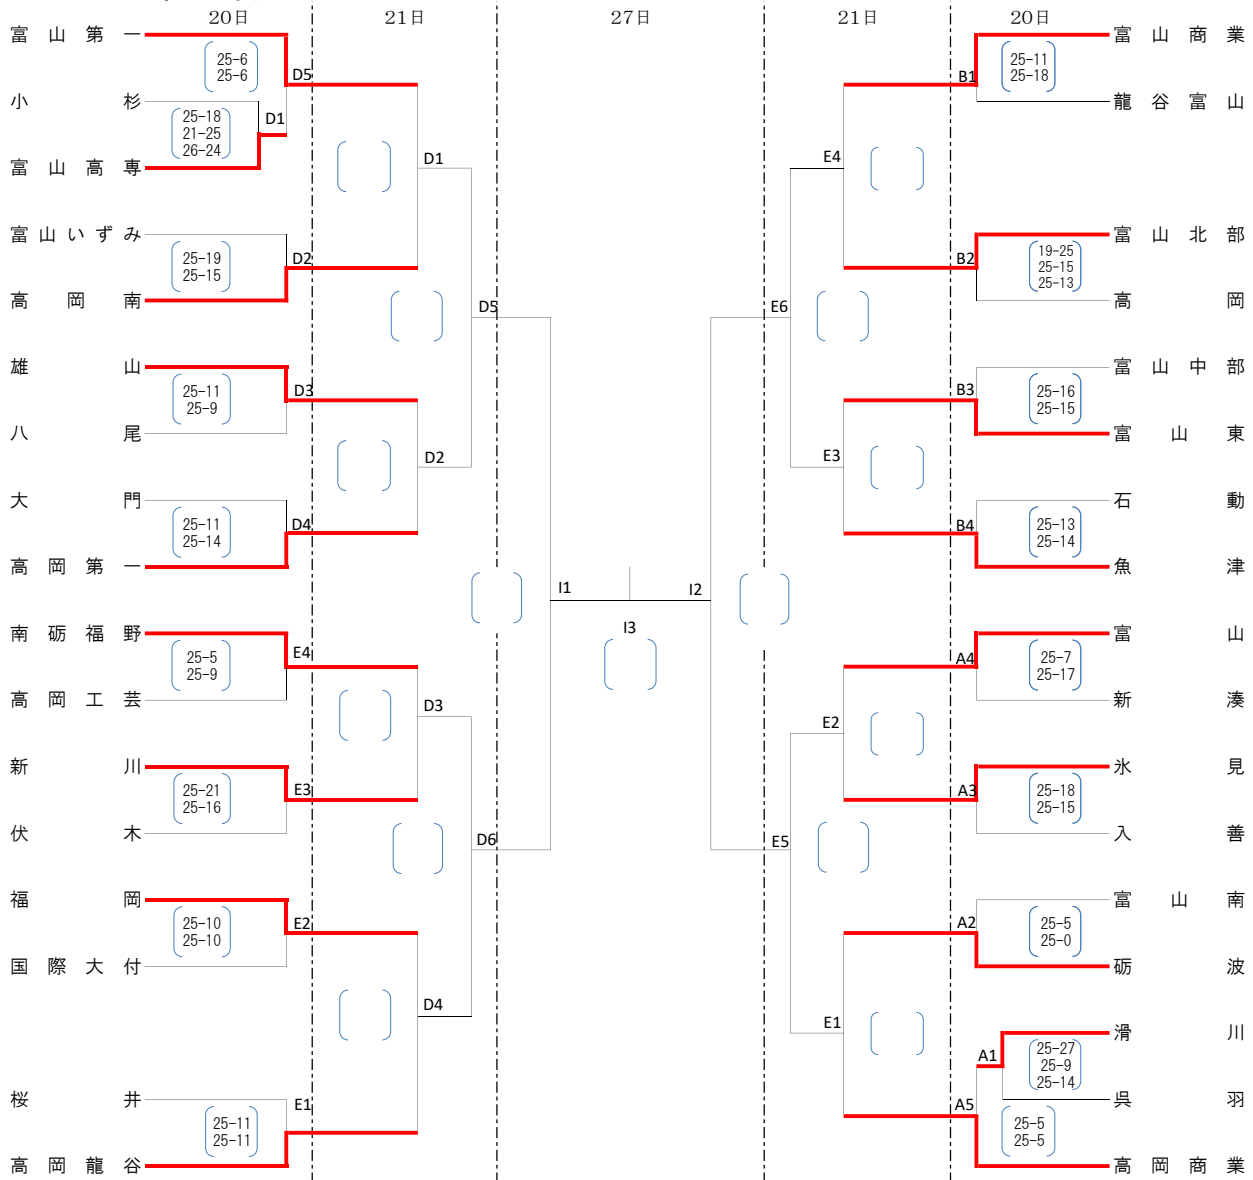 20日
21日
27日
21日
20日
富山第一
25-6
25-6
D5
小杉
25-18
21-25
26-24
D1
富山高専
D1
富山いずみ
25-19
25-15
D2
高岡南
D5
雄山
25-11
25-9
D3
八尾
D2
大門
25-11
25-14
D4
高岡第一
I1
I2
I3
南砺福野
25-5
25-9
E4
高岡工芸
D3
新川
25-21
25-16
E3
伏木
D6
福岡
25-10
25-10
E2
国際大付
D4
桜井
25-11
25-11
E1
高岡龍谷
富山商業
25-11
25-18
B1
龍谷富山
E4
富山北部
19-25
25-15
25-13
B2
高岡
E6
富山中部
25-16
25-15
B3
富山東
E3
石動
25-13
25-14
B4
魚津
富山
25-7
25-17
A4
新湊
E2
氷見
25-18
25-15
A3
入善
E5
富山南
25-5
25-0
A2
砺波
E1
滑川
25-27
25-9
25-14
A1
呉羽
25-5
25-5
A5
高岡商業